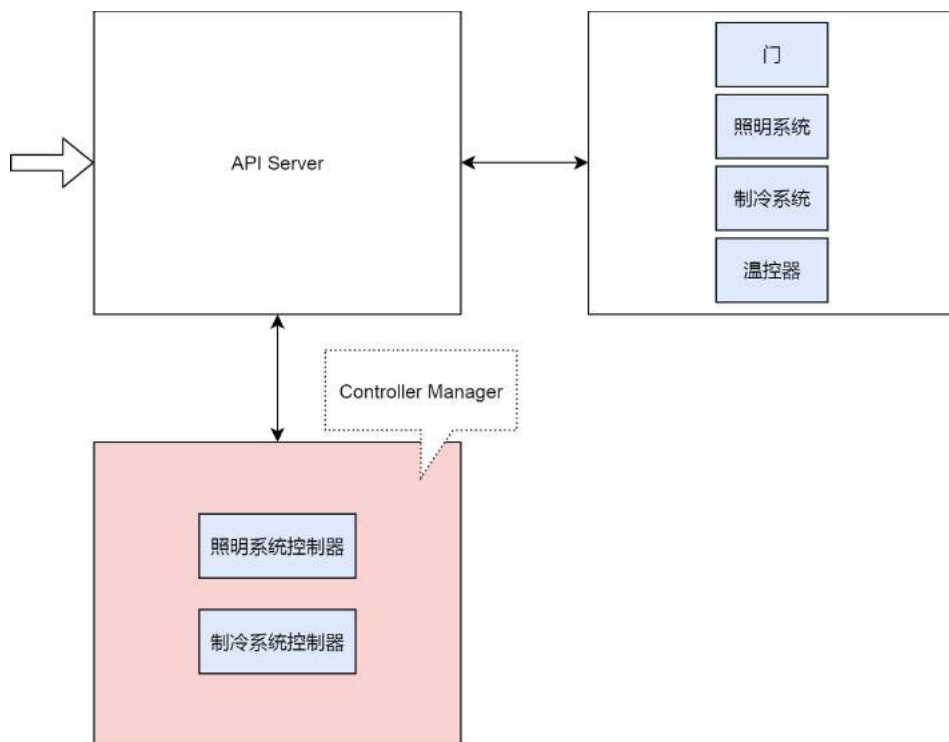 API Server
门
照明系统
制冷系统
温控器
Controller Manager
照明系统控制器
制冷系统控制器